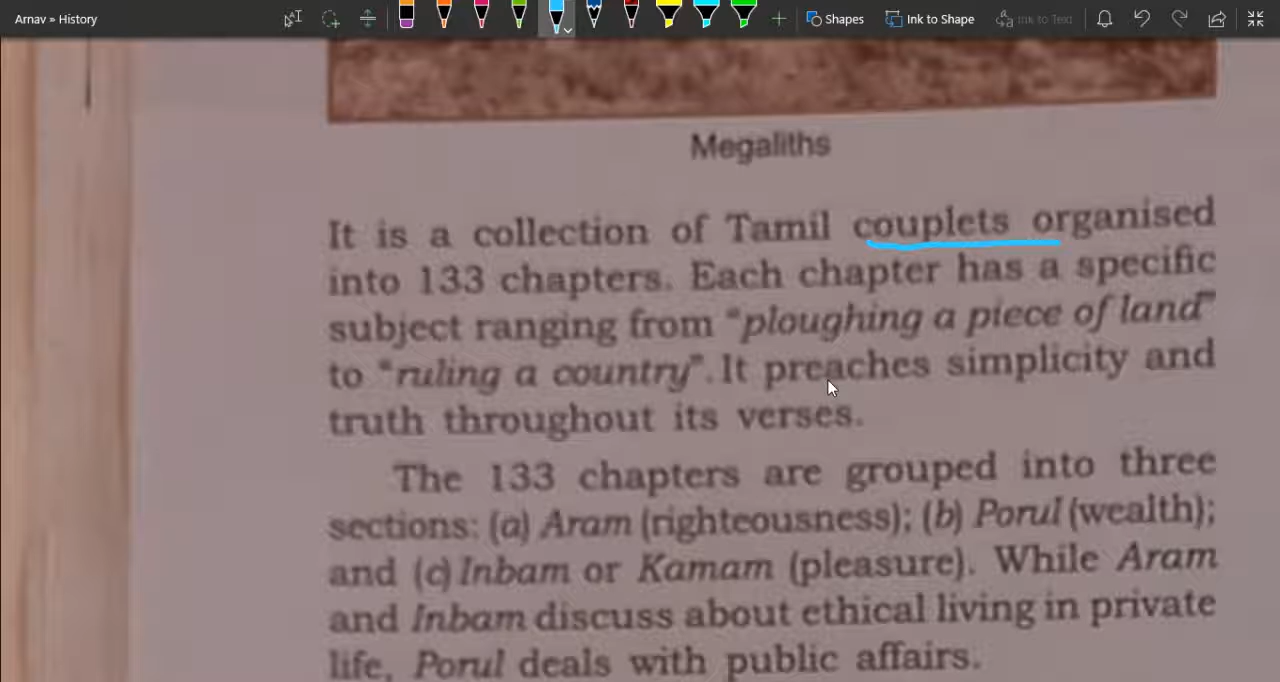 Arnav » History
Shapes
Ink to Shape
Ink to Text
Megaliths
It is a collection of Tamil couplets organised
into 133 chapters. Each chapter has a specific
subject ranging from “ploughing a piece of land”
to “ruling a country”. It preaches simplicity and
truth throughout its verses.
The 133 chapters are grouped into three
sections: (a) Aram (righteousness); (b) Porul (wealth);
and (c) Inbam or Kamam (pleasure). While Aram
and Inbam discuss about ethical living in private
life, Porul deals with public affairs.